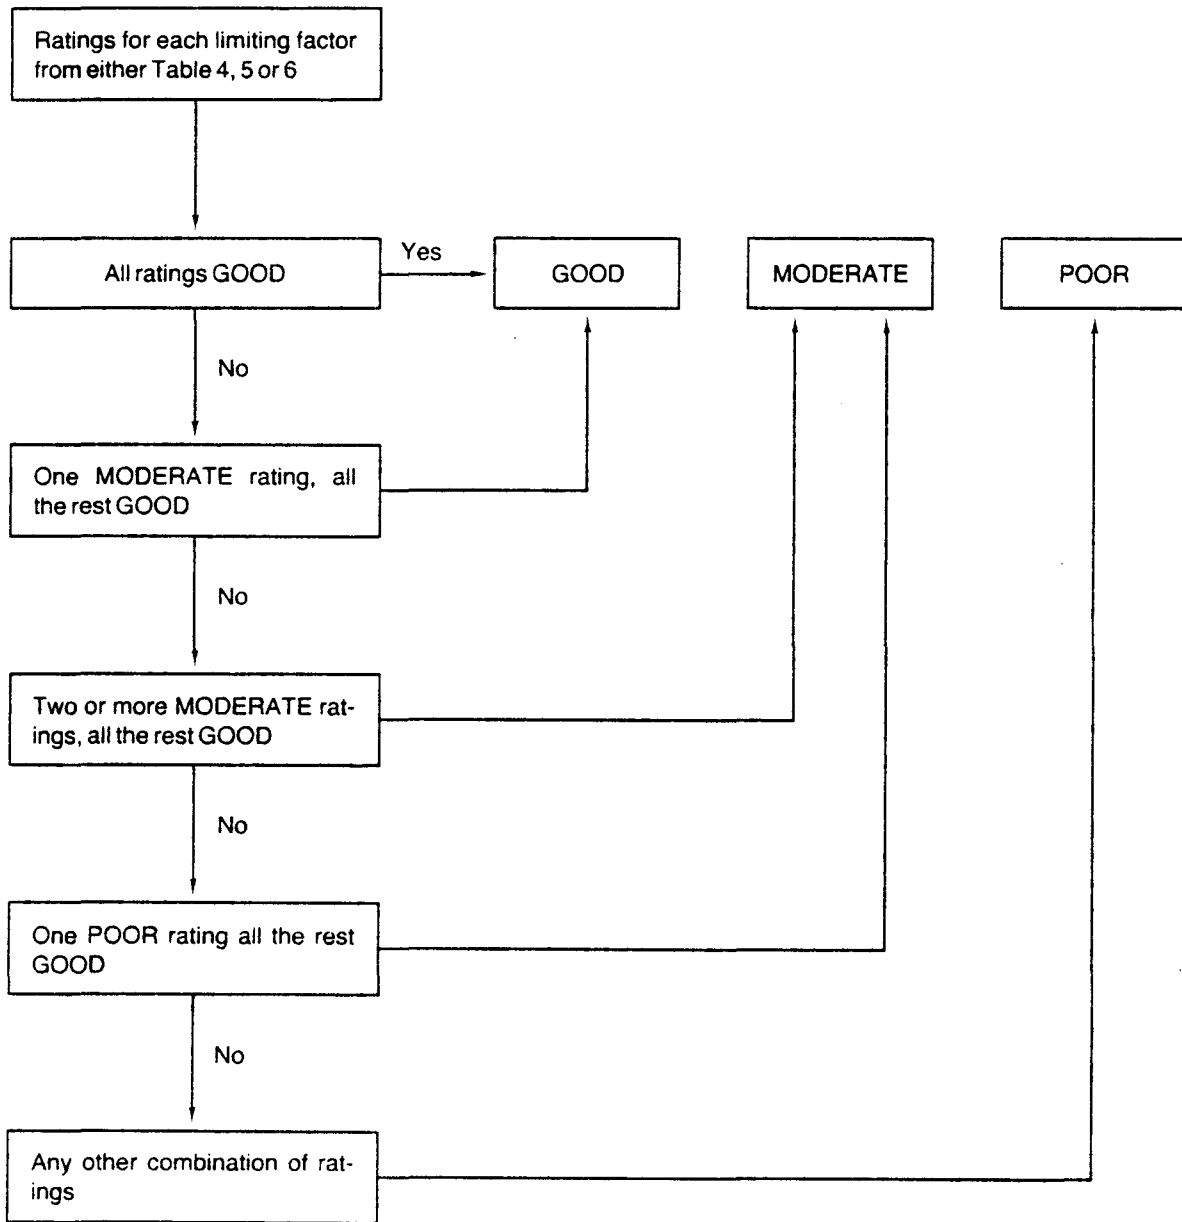 Ratings for each limiting factor
from either Table 4, 5 or 6
All ratings GOOD
Yes
GOOD
MODERATE
POOR
No
One MODERATE rating, all
the rest GOOD
No
Two or more MODERATE rat-
ings, all the rest GOOD
No
One POOR rating all the rest
GOOD
No
Any other combination of rat-
ings